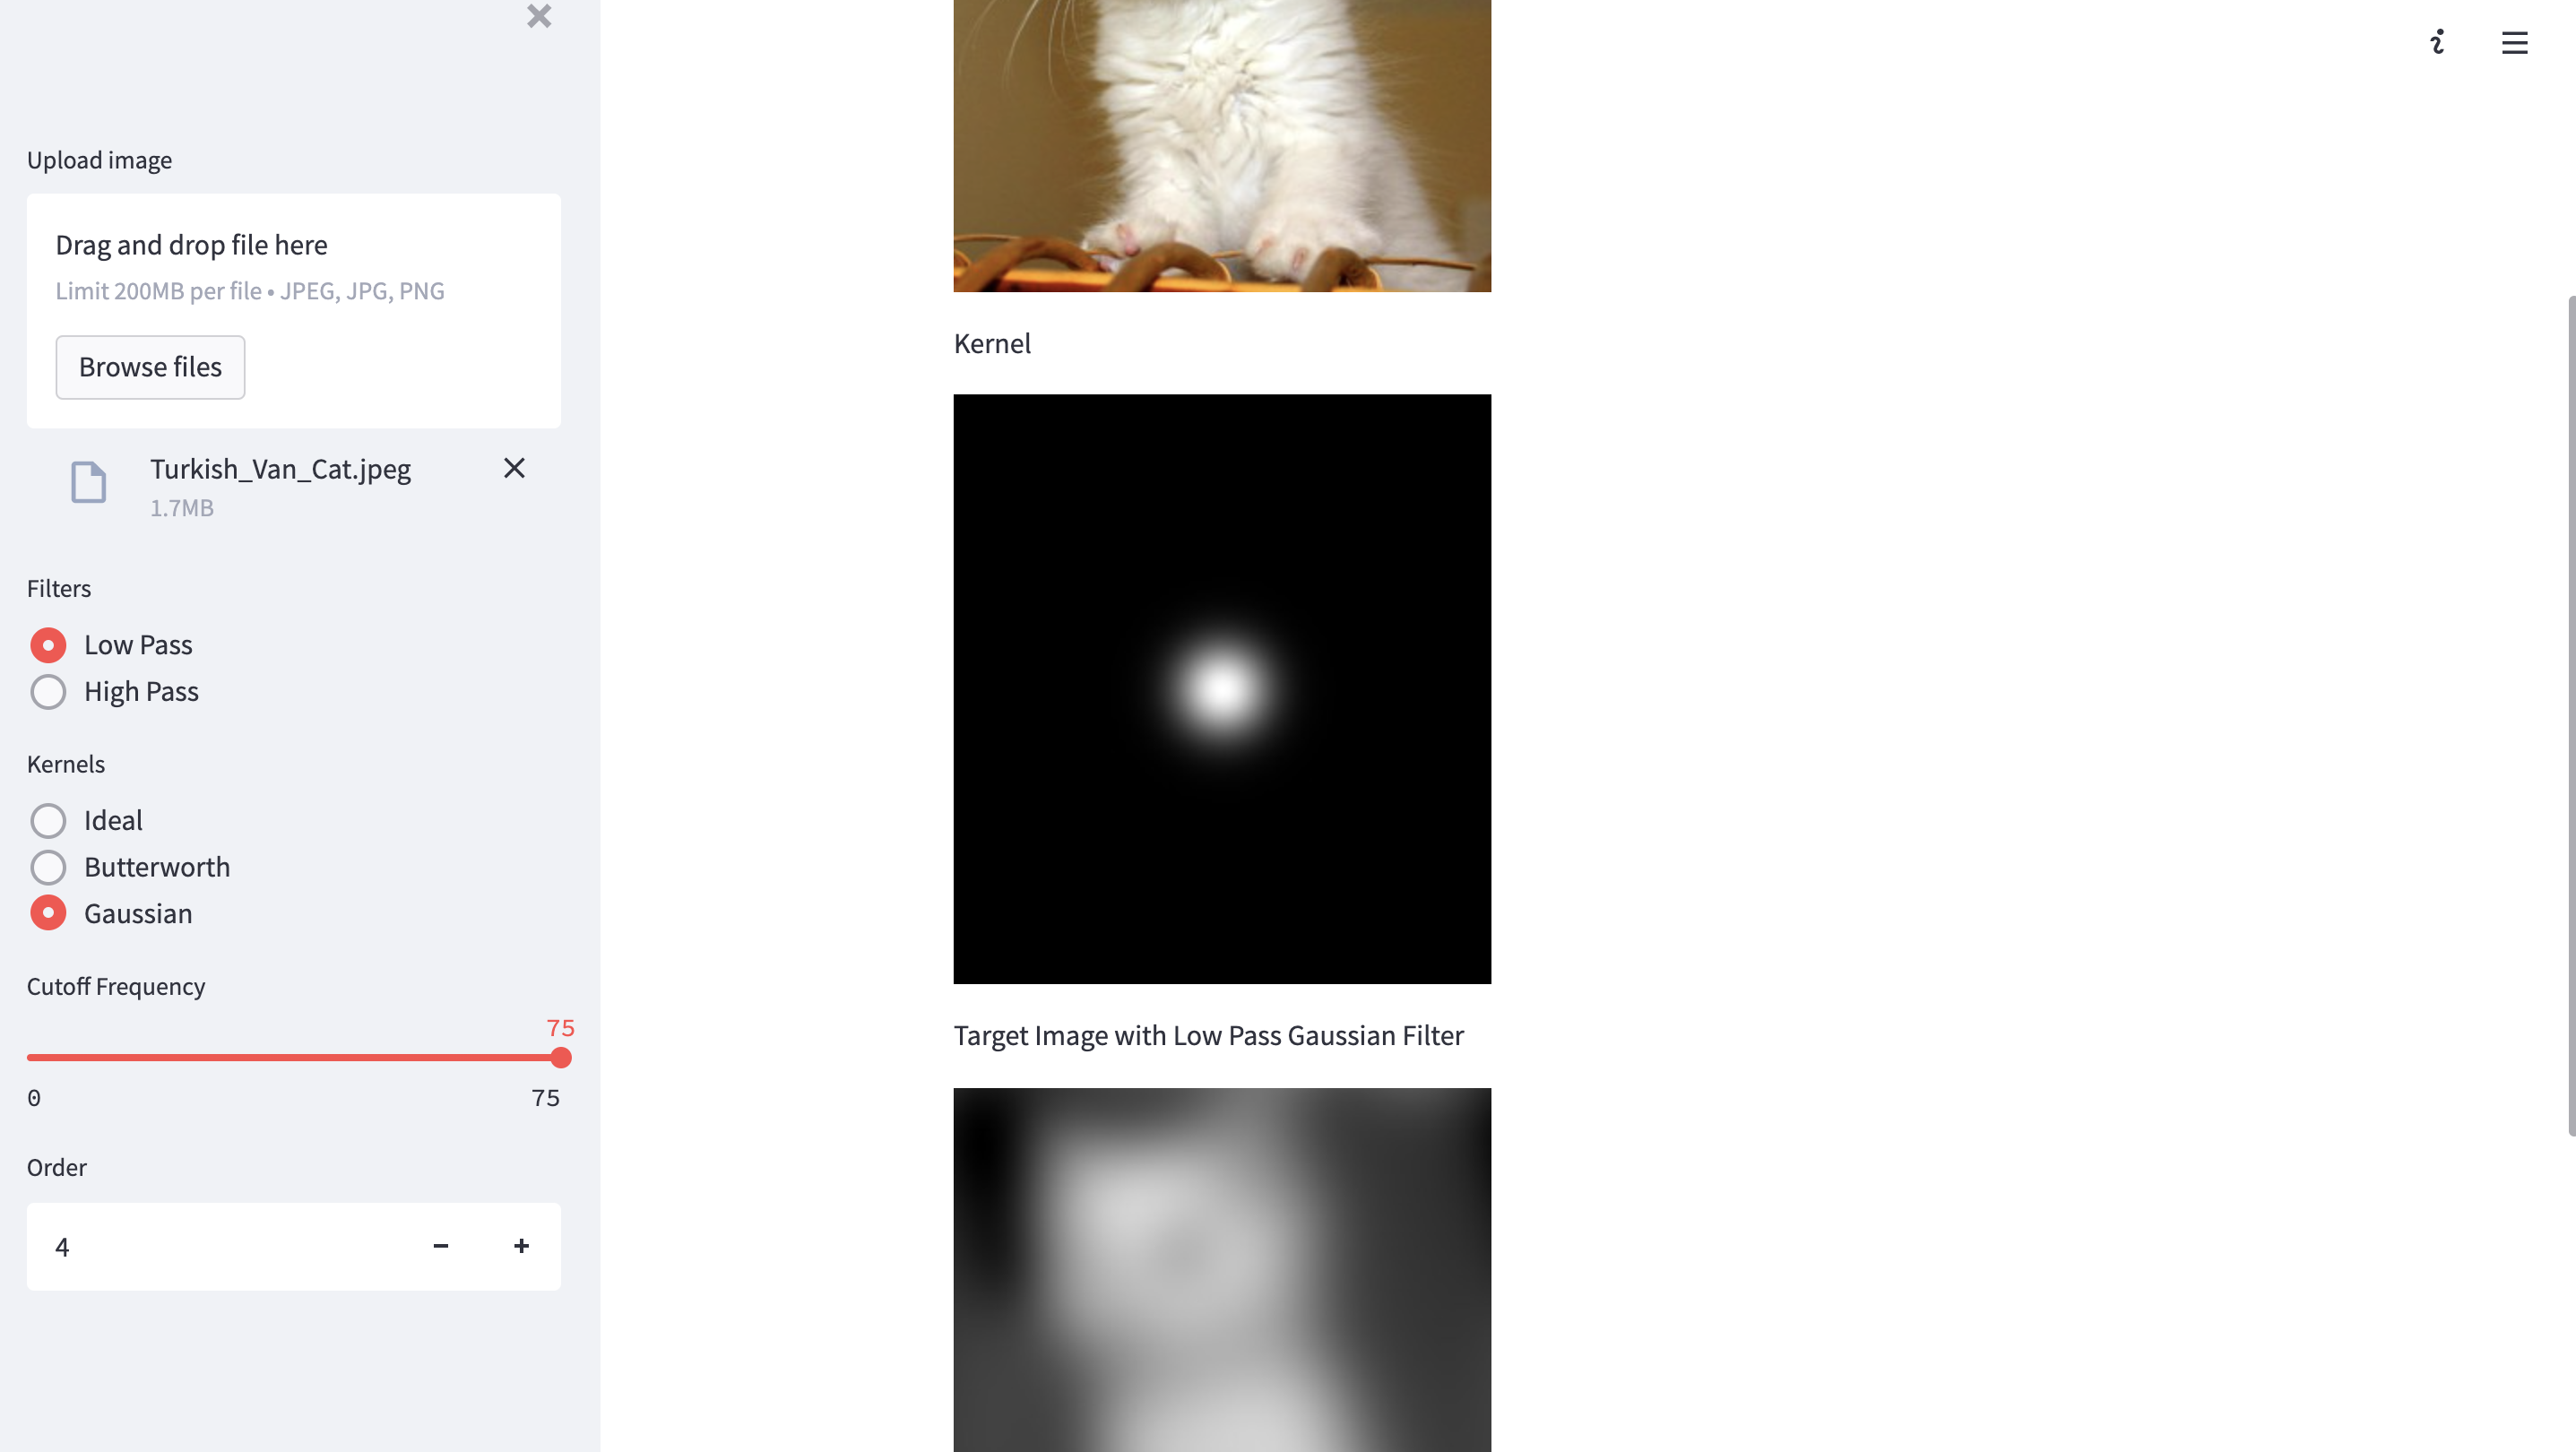 Upload image
Drag and drop file here
Limit 200MB per file • JPEG, JPG, PNG
Browse files
Turkish_Van_Cat.jpeg
1.7MB
Filters
Low Pass
High Pass
Kernels
Ideal
Butterworth
Gaussian
Cutoff Frequency
75
0 75
Order
4
Kernel
Target Image with Low Pass Gaussian Filter